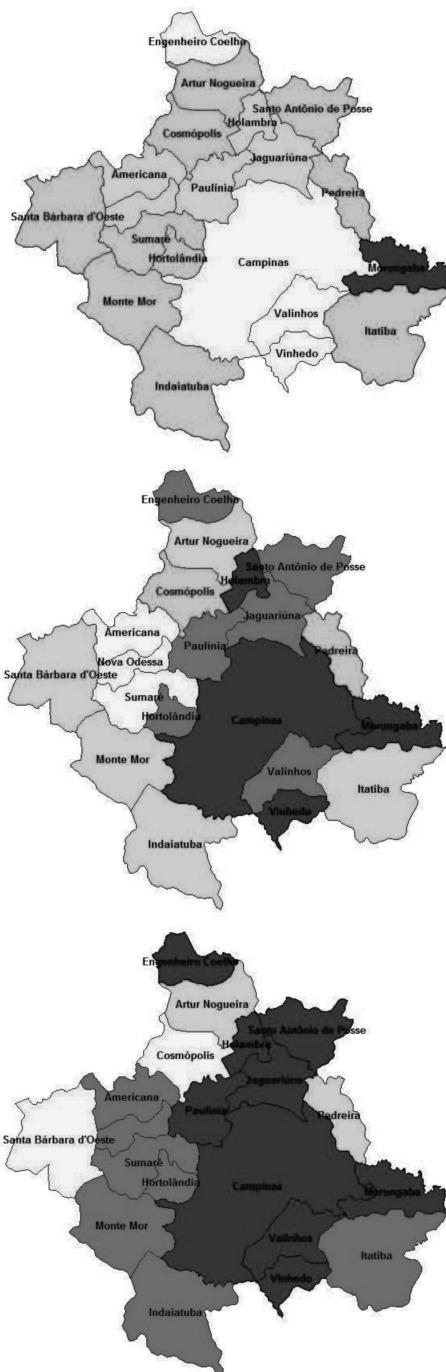 Engenheiro Coelho
Artur Nogueira
Santo Antônio de Posse
Holambra
Cosmópolis
Jaguariúna
Americana
Paulínia
Pedreira
Santa Bárbara d'Oeste
Sumaré
Hortolândia
Campinas
Morungaba
Monte Mor
Valinhos
Itatiba
Vinhedo
Indaiatuba
Engenheiro Coelho
Artur Nogueira
Santo Antônio de Posse
Holambra
Cosmópolis
Jaguariúna
Americana
Paulínia
Pedreira
Nova Odessa
Santa Bárbara d'Oeste
Sumaré
Hortolândia
Campinas
Morungaba
Monte Mor
Valinhos
Itatiba
Vinhedo
Indaiatuba
Engenheiro Coelho
Artur Nogueira
Santo Antônio de Posse
Holambra
Cosmópolis
Jaguariúna
Americana
Paulínia
Pedreira
Santa Bárbara d'Oeste
Sumaré
Hortolândia
Campinas
Morungaba
Monte Mor
Valinhos
Itatiba
Vinhedo
Indaiatuba